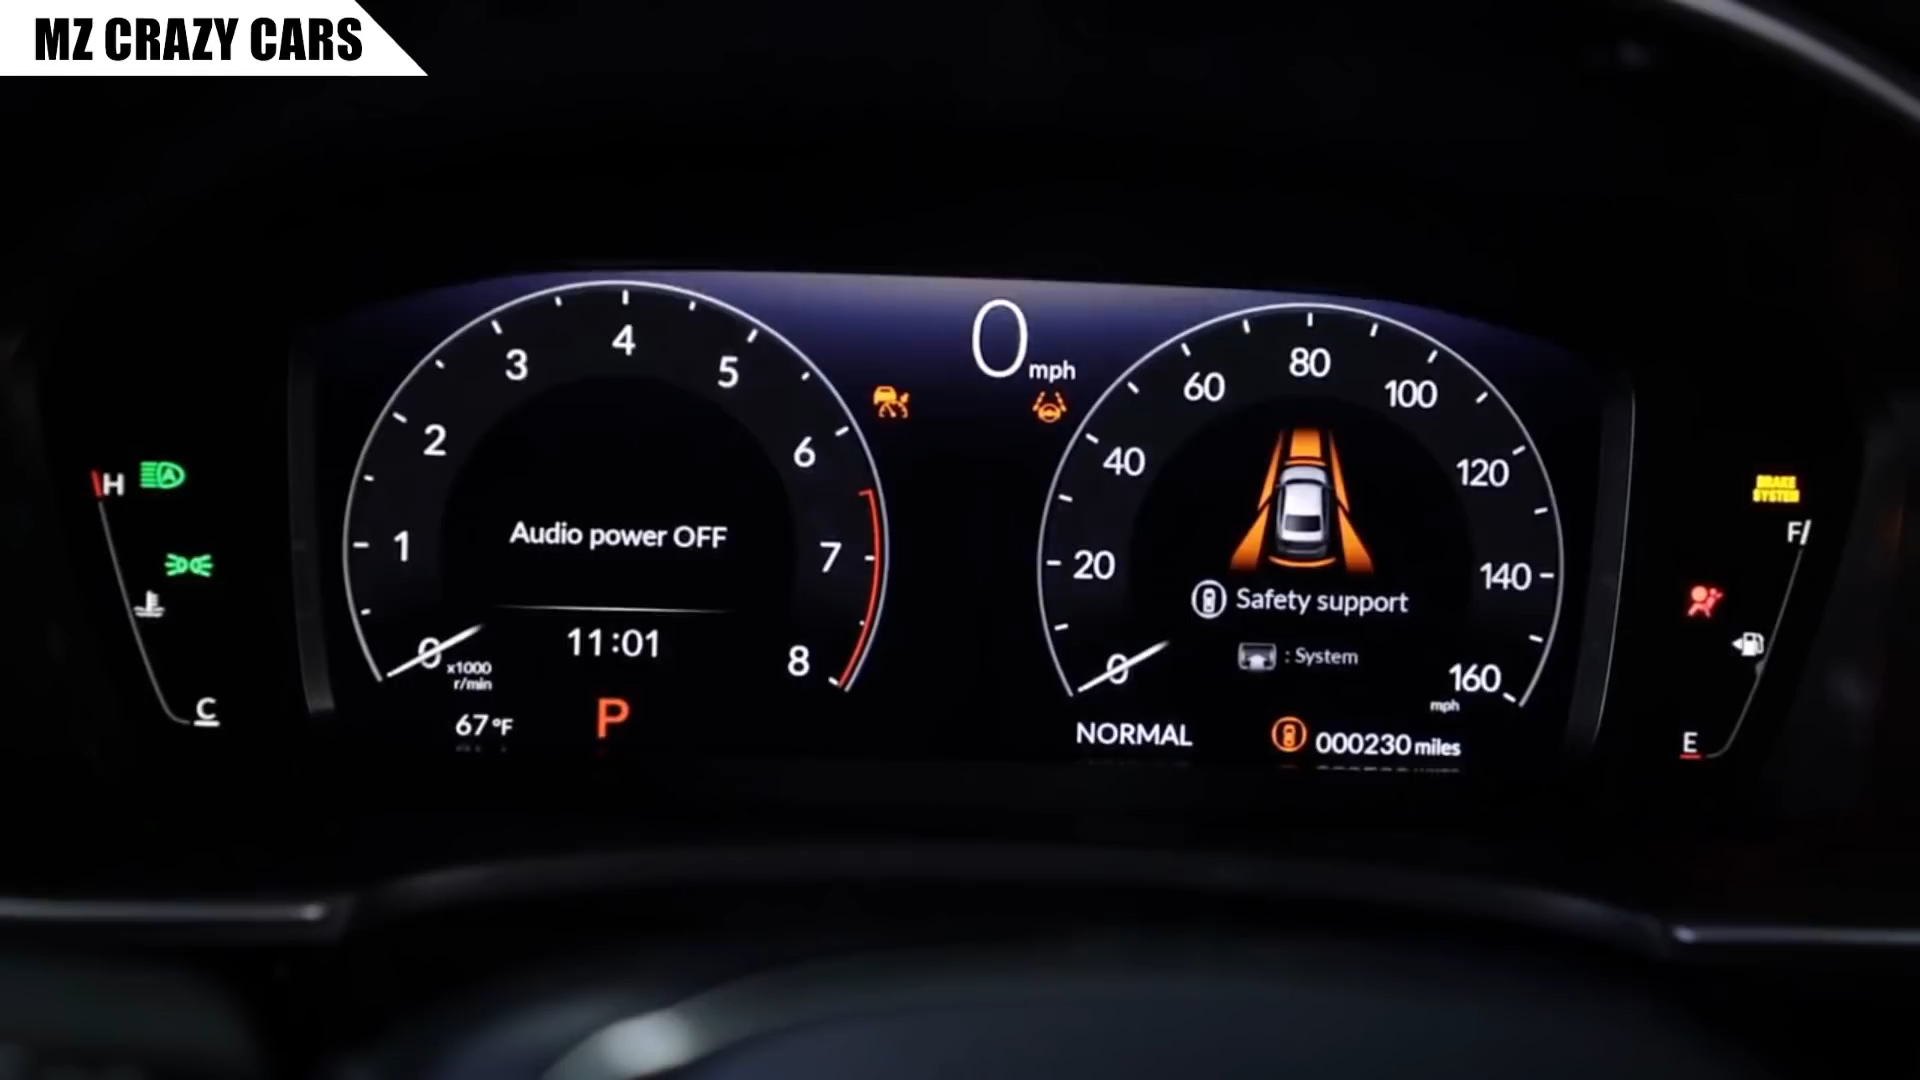 MZ CRAZY CARS
0 mph
H
C
0
1
2
3
4
5
6
7
8
x1000
r/min
Audio power OFF
11:01
67°F
P
0
20
40
60
80
100
120
140
160
mph
Safety support
: System
NORMAL
000230 miles
A
BRAKE
SYSTEM
F
E